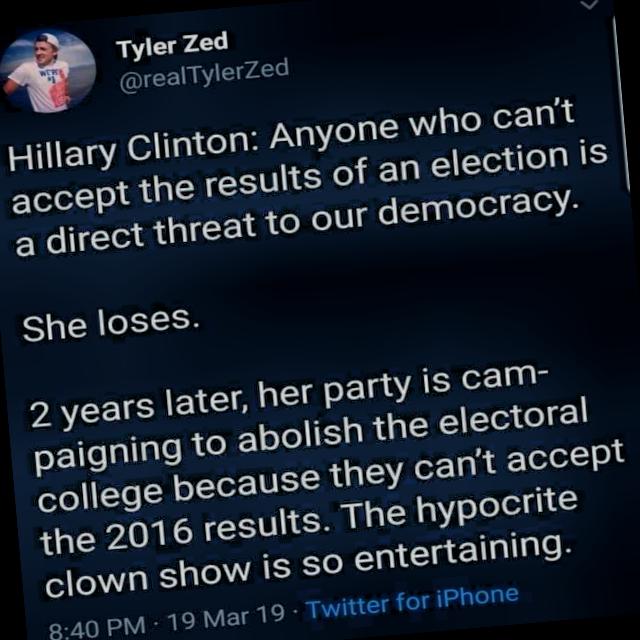 Tyler Zed
@realTylerZed
Hillary Clinton: Anyone who can't
accept the results of an election is
a direct threat to our democracy.
She loses.
2 years later, her party is cam-
paigning to abolish the electoral
college because they can't accept
the 2016 results. The hypocrite
clown show is so entertaining.
8:40 PM · 19 Mar 19 · Twitter for iPhone